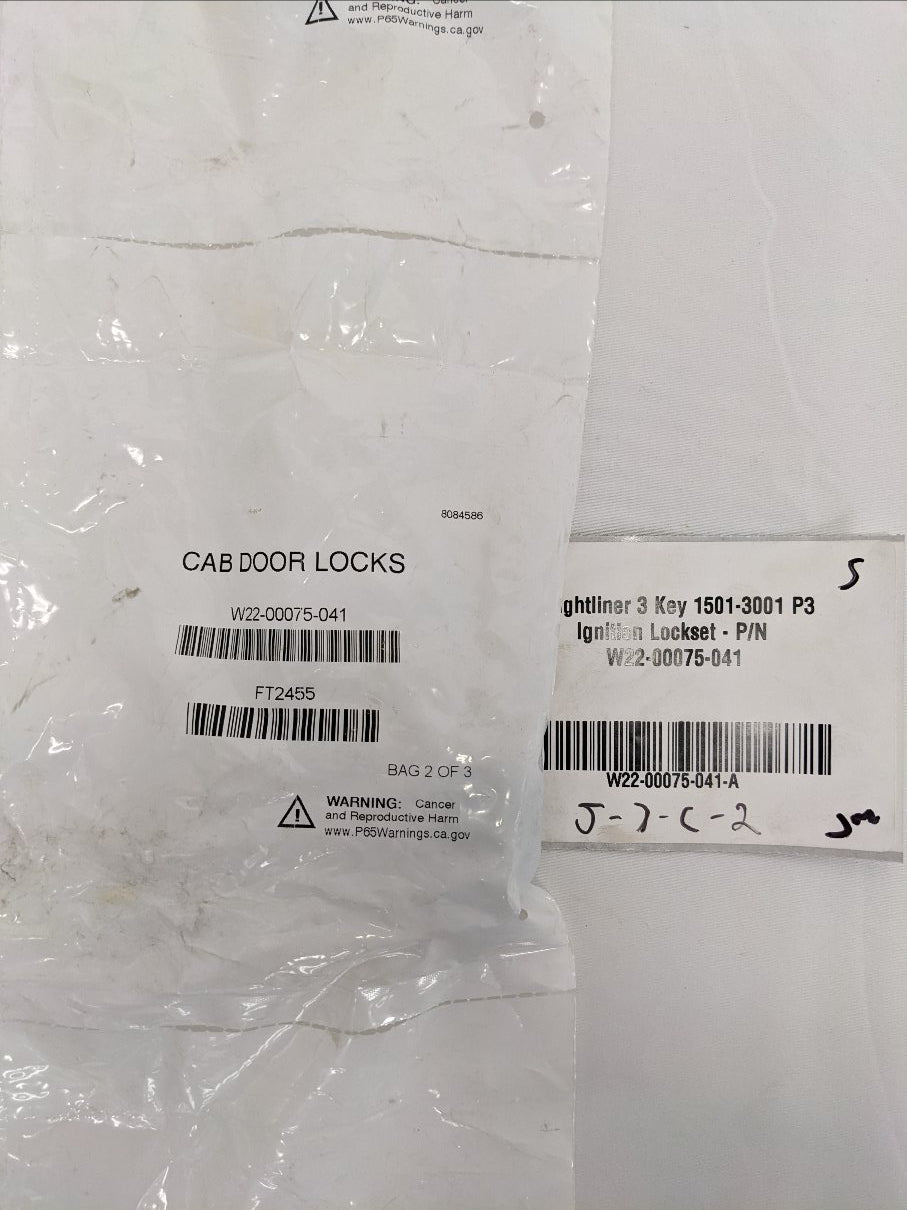 and Reproductive Harm
www.P65Warnings.ca.gov
8084586
CAB DOOR LOCKS
W22-00075-041
FT2455
BAG 2 OF 3
WARNING: Cancer
and Reproductive Harm
www.P65Warnings.ca.gov
S
ghtliner 3 Key 1501-3001 P3
Ignition Lockset - P/N
W22-00075-041
W22-00075-041-A
J-7-C-2